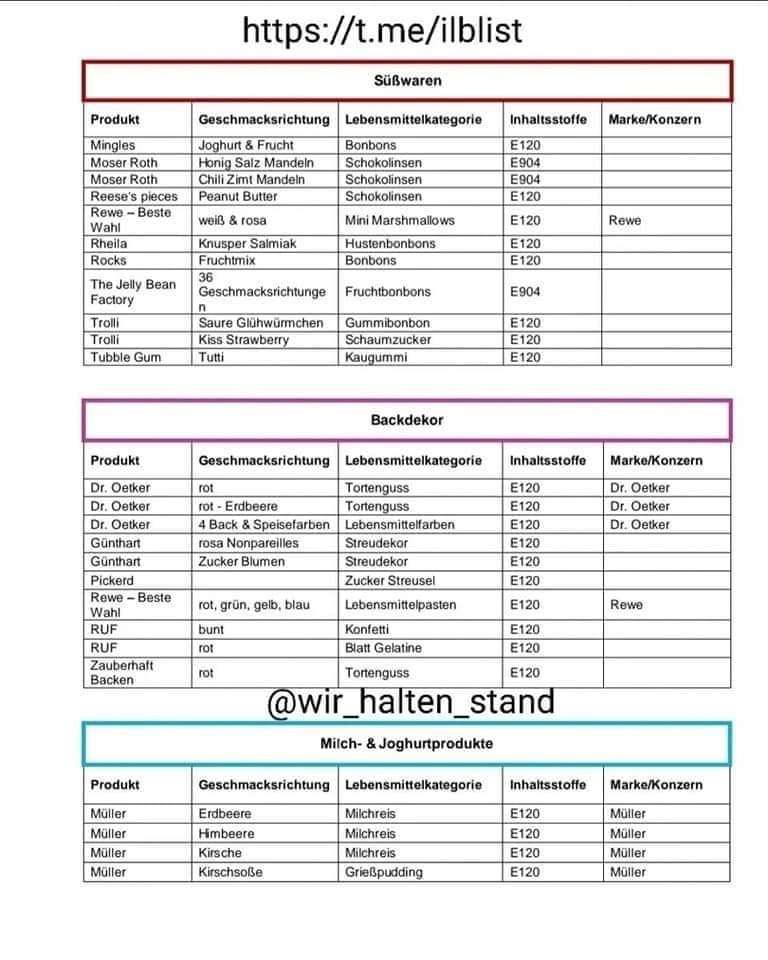 https://t.me/ilblist
Süßwaren
Produkt Geschmacksrichtung Lebensmittelkategorie Inhaltsstoffe Marke/Konzern
Mingles Joghurt & Frucht Bonbons E120
Moser Roth Honig Salz Mandeln Schokolinsen E904
Moser Roth Chili Zimt Mandeln Schokolinsen E904
Reese's pieces Peanut Butter Schokolinsen E120
Rewe – Beste
Wahl weiß & rosa Mini Marshmallows E120 Rewe
Rheila Knusper Salmiak Hustenbonbons E120
Rocks Fruchtmix Bonbons E120
The Jelly Bean
Factory 36
Geschmacksrichtunge
n Fruchtbonbons E904
Trolli Saure Glühwürmchen Gummibonbon E120
Trolli Kiss Strawberry Schaumzucker E120
Tubble Gum Tutti Kaugummi E120
Backdekor
Produkt Geschmacksrichtung Lebensmittelkategorie Inhaltsstoffe Marke/Konzern
Dr. Oetker rot Tortenguss E120 Dr. Oetker
Dr. Oetker rot - Erdbeere Tortenguss E120 Dr. Oetker
Dr. Oetker 4 Back & Speisefarben Lebensmittelfarben E120 Dr. Oetker
Günthart rosa Nonpareilles Streudekor E120
Günthart Zucker Blumen Streudekor E120
Pickerd Zucker Streusel E120
Rewe – Beste
Wahl rot, grün, gelb, blau Lebensmittelpasten E120 Rewe
RUF bunt Konfetti E120
RUF rot Blatt Gelatine E120
Zauberhaft
Backen rot Tortenguss E120
@wir_halten_stand
Milch- & Joghurtprodukte
Produkt Geschmacksrichtung Lebensmittelkategorie Inhaltsstoffe Marke/Konzern
Müller Erdbeere Milchreis E120 Müller
Müller Himbeere Milchreis E120 Müller
Müller Kirsche Milchreis E120 Müller
Müller Kirschsoße Grießpudding E120 Müller